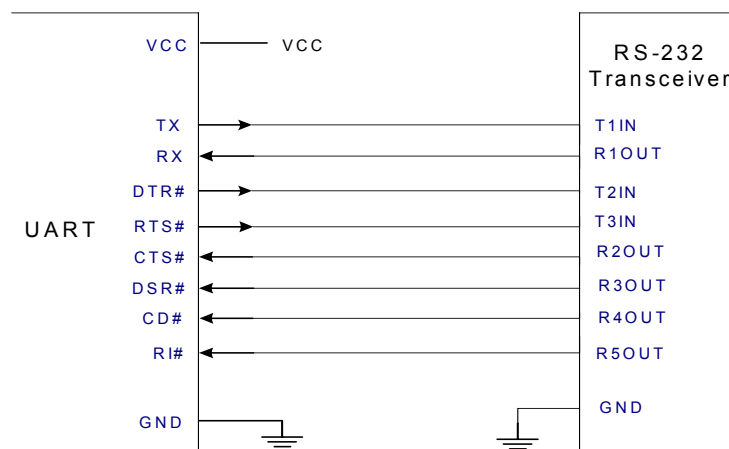 VCC
VCC
RS-232
Transceiver
TX
T1IN
RX
R1OUT
DTR#
T2IN
UART
RTS#
T3IN
CTS#
R2OUT
DSR#
R3OUT
CD#
R4OUT
RI#
R5OUT
GND
GND